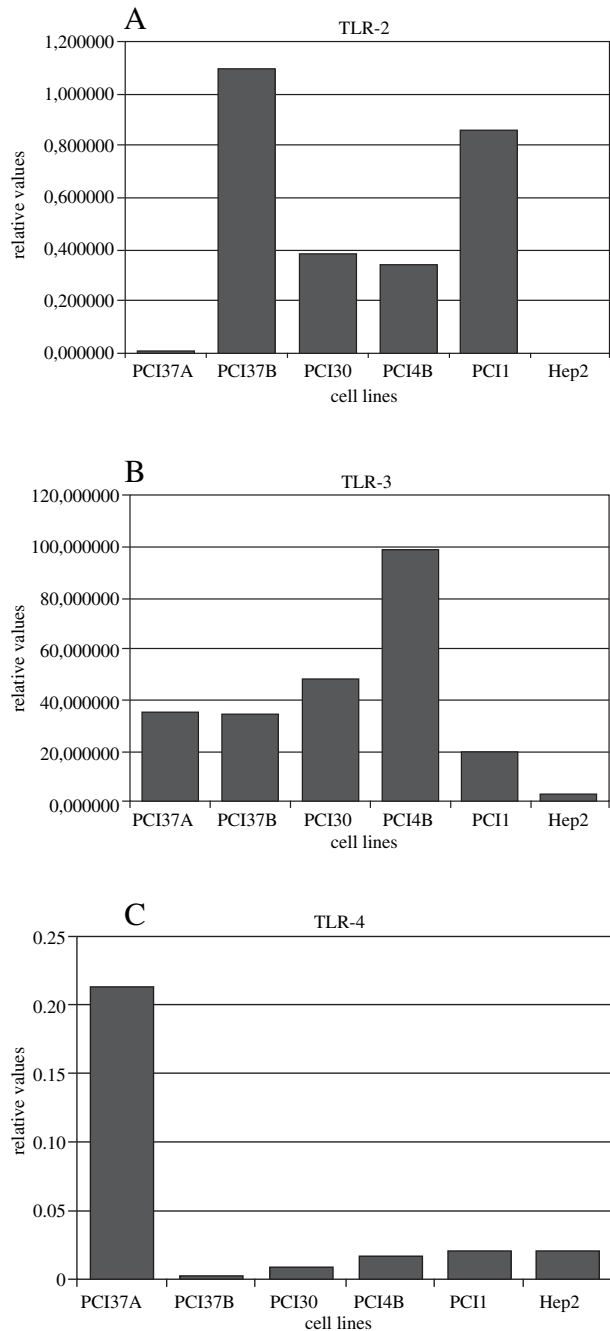 A
TLR-2
relative values
1,200000
1,000000
0,800000
0,600000
0,400000
0,200000
0,000000
PCI37A PCI37B PCI30 PCI4B PCI1 Hep2
cell lines
B
TLR-3
relative values
120,000000
100,000000
80,000000
60,000000
40,000000
20,000000
0,000000
PCI37A PCI37B PCI30 PCI4B PCI1 Hep2
cell lines
C
TLR-4
relative values
0.25
0.20
0.15
0.10
0.05
0
PCI37A PCI37B PCI30 PCI4B PCI1 Hep2
cell lines